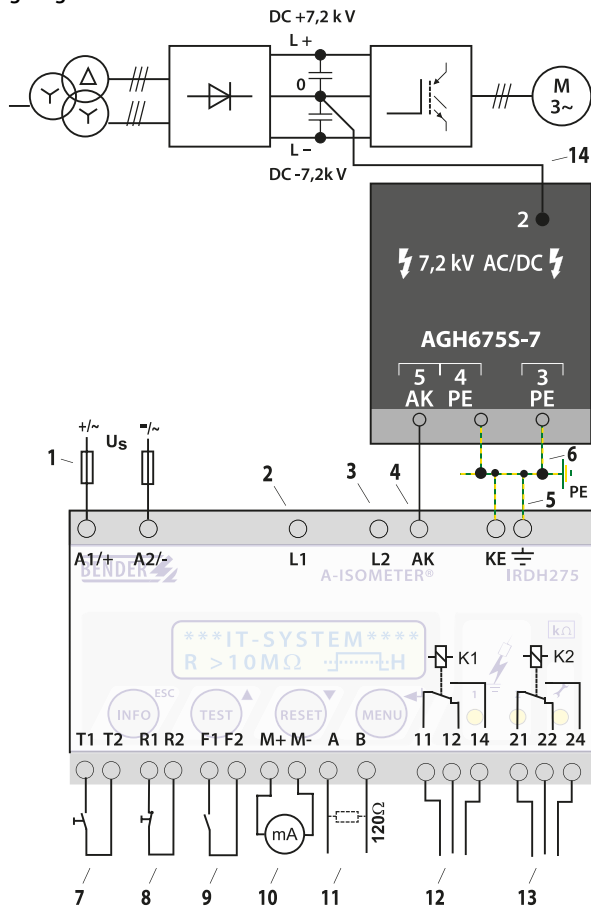 DC +7,2 k V
L +
0
L –
DC -7,2k V
M
3~
14
2
7,2 kV AC/DC
AGH675S-7
5 4 3
AK PE PE
+/~ Us -/~
1 2 3 4 5 6
PE
A1/+ A2/- L1 L2 AK KE
BENDER A-ISOMETER® IRDH275
kΩ
***IT-SYSTEM****
R >10MΩ LH
K1 K2
ESC
INFO TEST RESET MENU
1
T1 T2 R1 R2 F1 F2 M+ M- A B 11 12 14 21 22 24
mA
120Ω
7 8 9 10 11 12 13